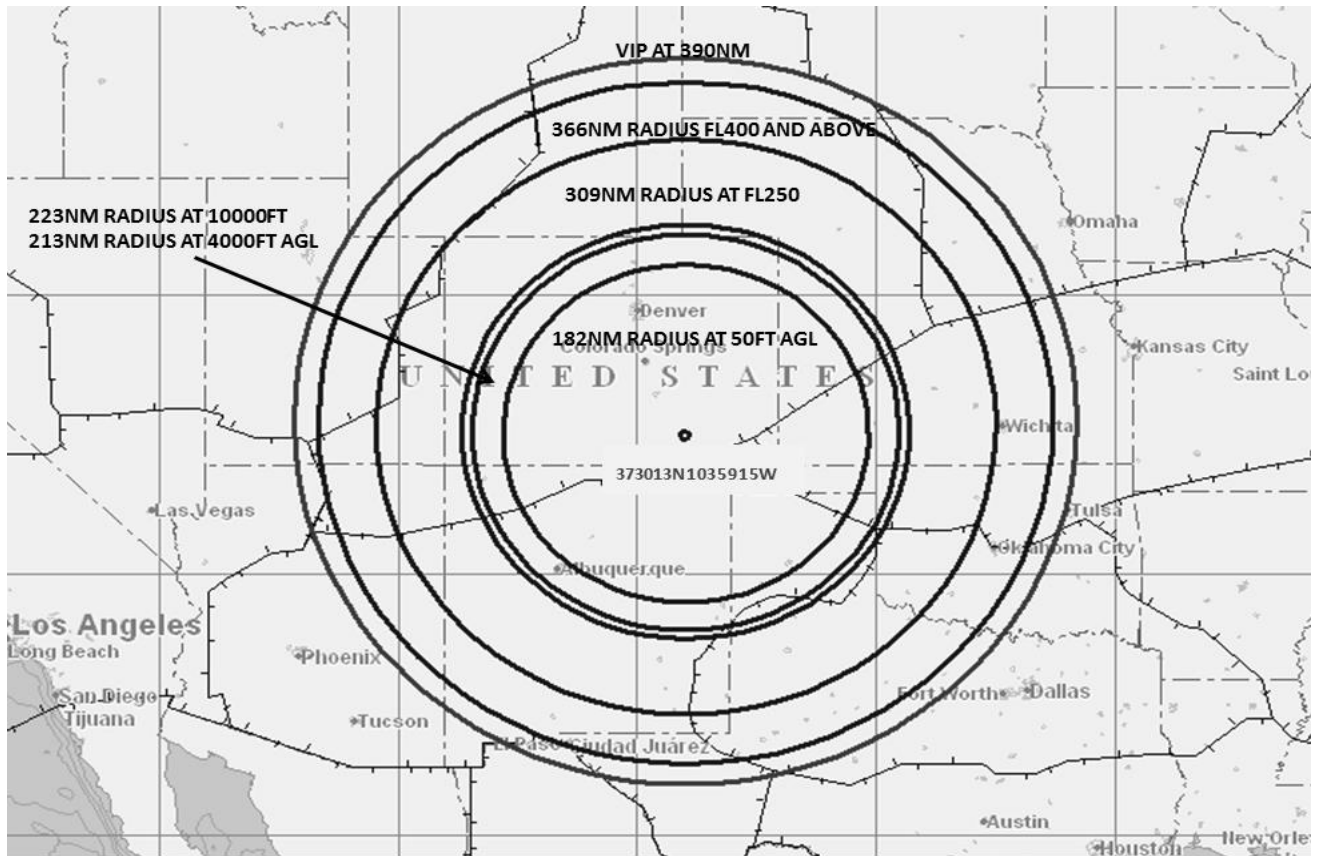 VIP AT 390NM
366NM RADIUS FL400 AND ABOVE
309NM RADIUS AT FL250
223NM RADIUS AT 10000FT
213NM RADIUS AT 4000FT AGL
Omaha
Denver
182NM RADIUS AT 50FT AGL
Colorado Springs
Kansas City
UNITED STATES
Saint Lou
Wichita
373013N1035915W
Las Vegas
Tulsa
Oklahoma City
Albuquerque
Los Angeles
Long Beach
Phoenix
San Diego
Tijuana
Tucson
Fort Worth
Dallas
El Paso
Ciudad Juárez
Austin
Houston
New Orle